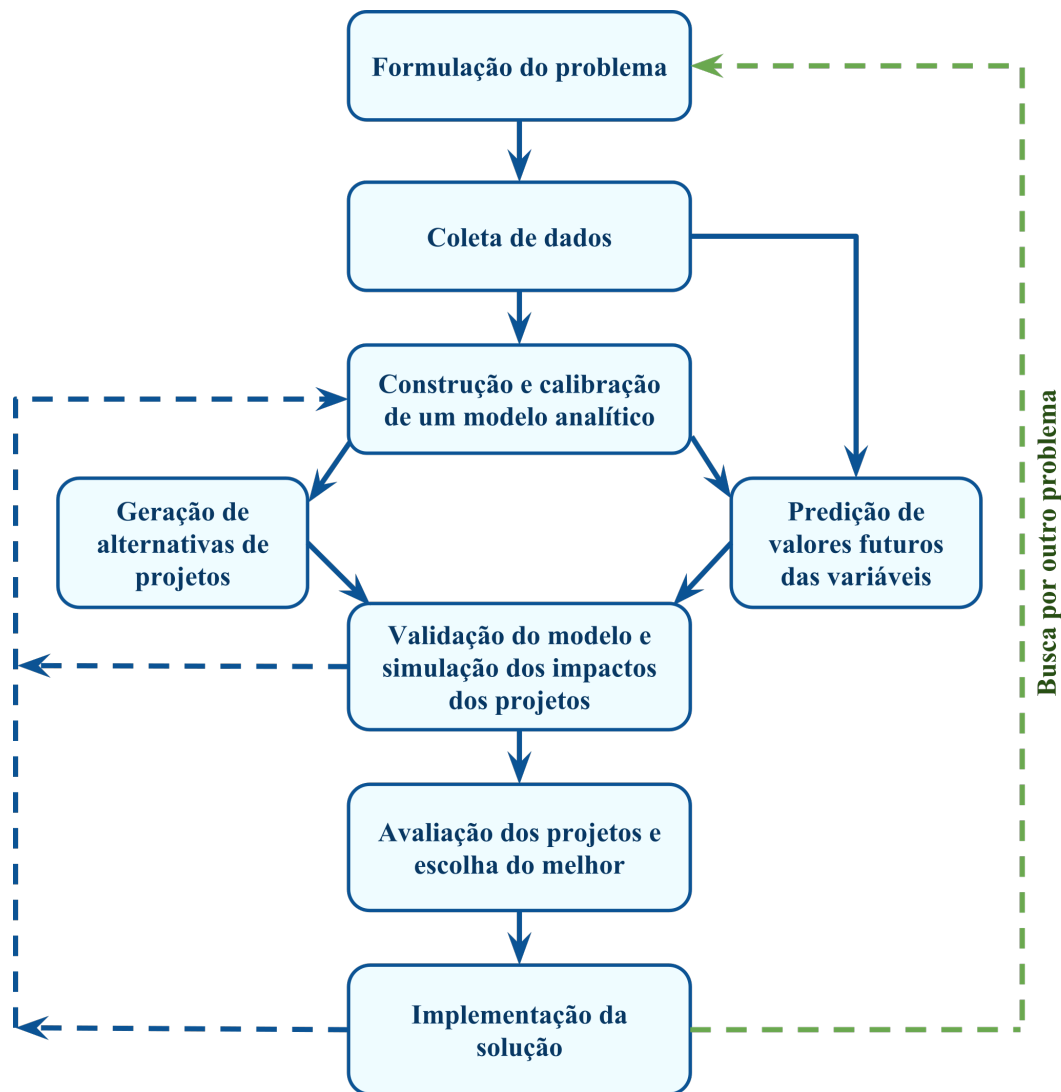 Formulação do problema
Coleta de dados
Construção e calibração
de um modelo analítico
Geração de
alternativas de
projetos
Predição de
valores futuros
das variáveis
Validação do modelo e
simulação dos impactos
dos projetos
Avaliação dos projetos e
escolha do melhor
Implementação da
solução
Busca por outro problema